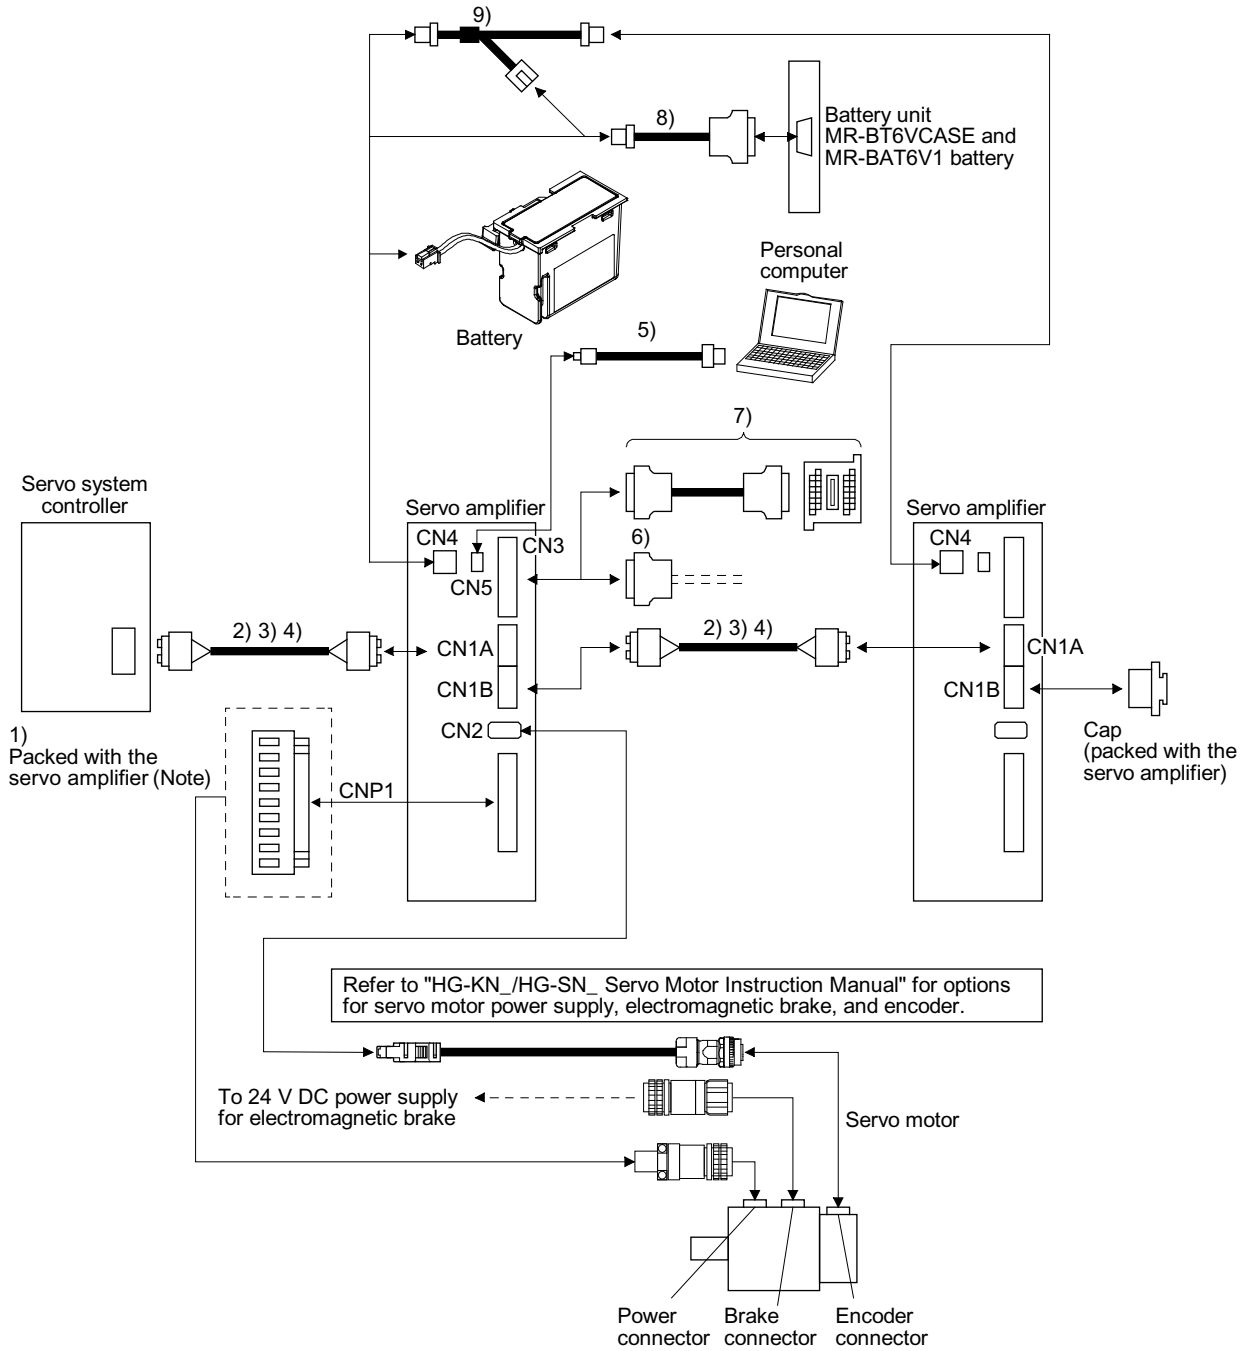 9)
8)
Battery unit
MR-BT6VCASE and
MR-BAT6V1 battery
Personal
computer
Battery
5)
7)
Servo system
controller
Servo amplifier
Servo amplifier
CN4
CN3
CN5
6)
CN4
2) 3) 4)
CN1A
2) 3) 4)
CN1A
CN1B
CN1B
CN2
Cap
(packed with the
servo amplifier)
1)
Packed with the
servo amplifier (Note)
CNP1
Refer to "HG-KN_/HG-SN_ Servo Motor Instruction Manual" for options
for servo motor power supply, electromagnetic brake, and encoder.
To 24 V DC power supply
for electromagnetic brake
Servo motor
Power
connector
Brake
connector
Encoder
connector